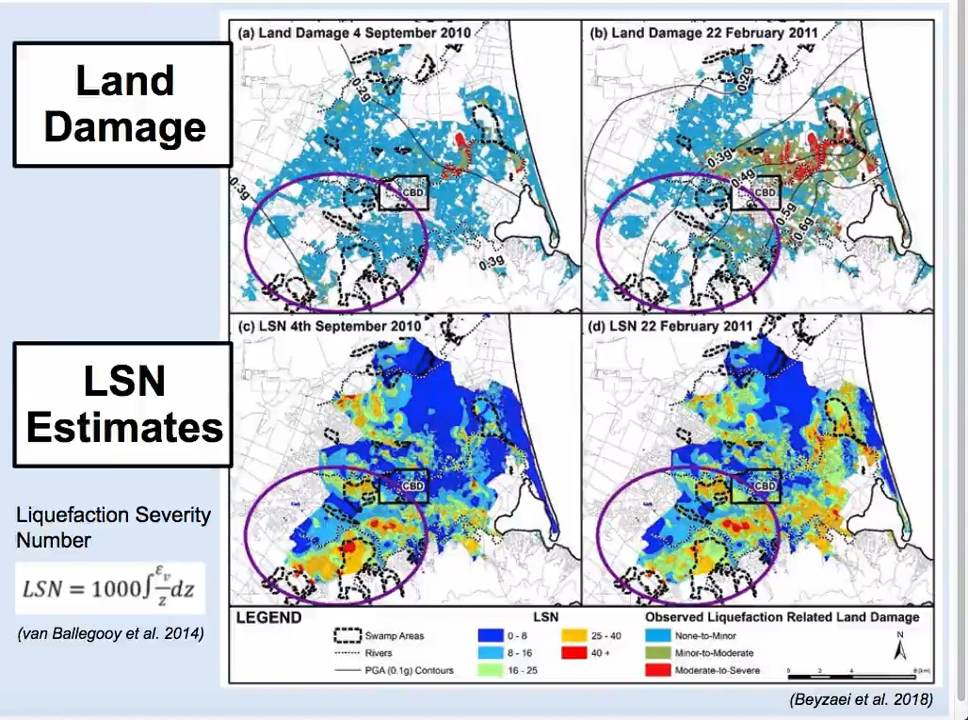 Land
Damage
LSN
Estimates
Liquefaction Severity
Number
LSN = 1000∫ εv/z dz
(van Ballegooy et al. 2014)
(a) Land Damage 4 September 2010
0.2g
0.3g
CBD
0.3g
(b) Land Damage 22 February 2011
0.2g
0.3g
0.4g
CBD
0.5g
0.6g
(c) LSN 4th September 2010
CBD
(d) LSN 22 February 2011
CBD
LEGEND
Swamp Areas
Rivers
PGA (0.1g) Contours
LSN
0 - 8
8 - 16
16 - 25
25 - 40
40 +
Observed Liquefaction Related Land Damage
None-to-Minor
Minor-to-Moderate
Moderate-to-Severe
N
0 2 4
(Beyzaei et al. 2018)